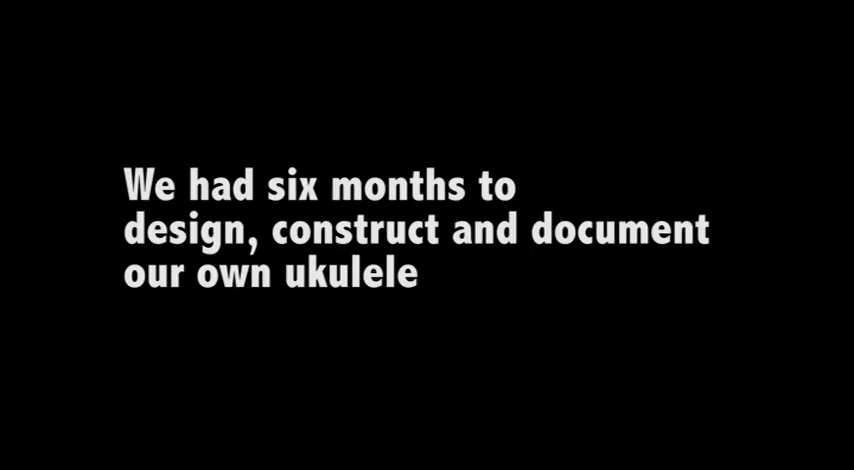 We had six months to
design, construct and document
our own ukulele